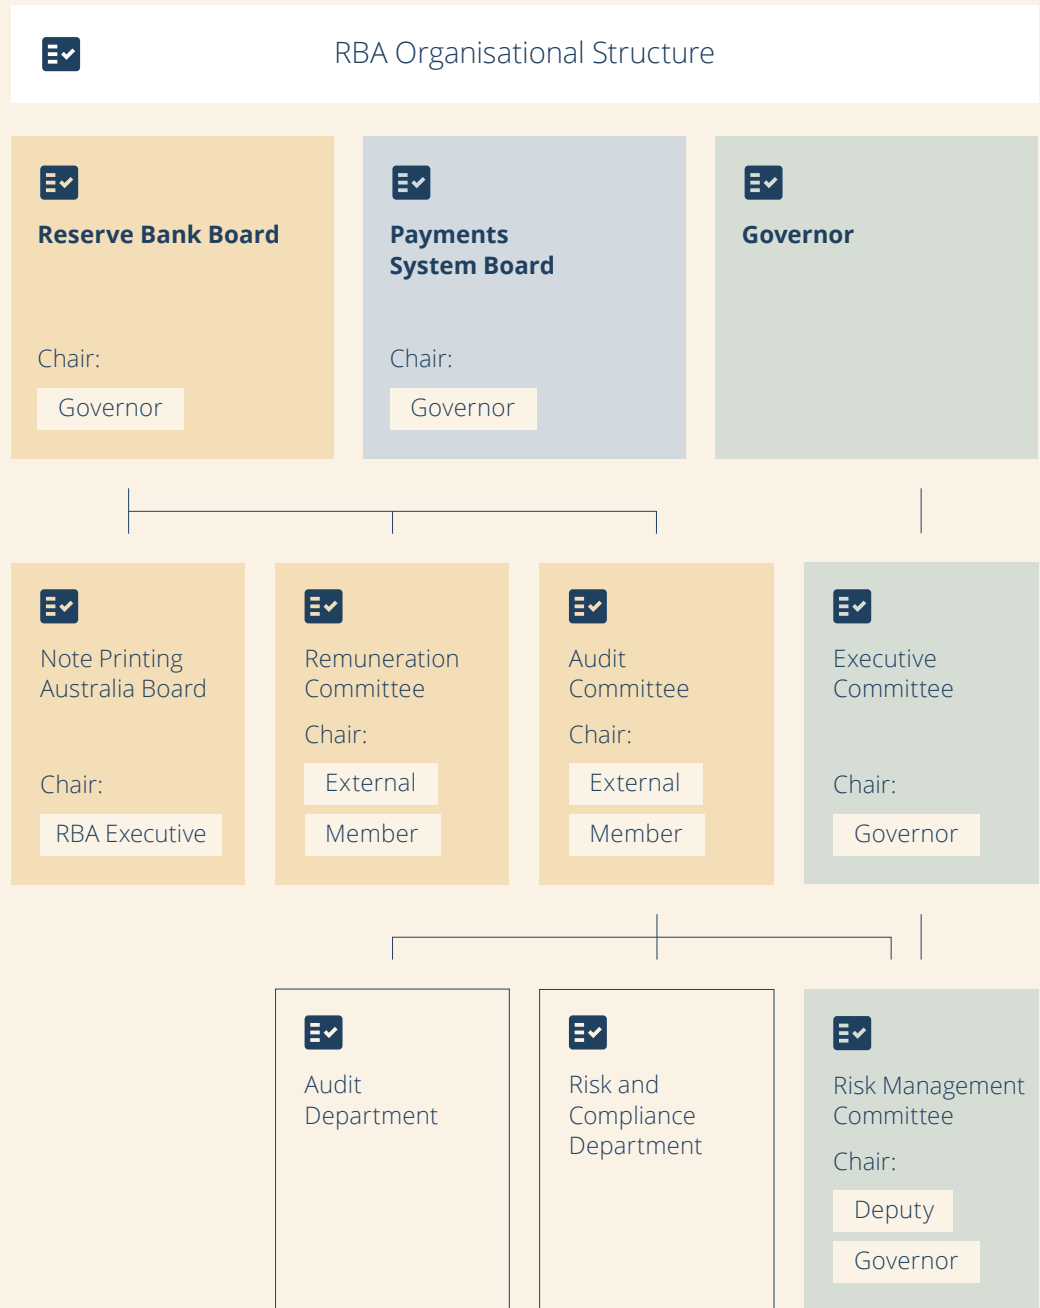 RBA Organisational Structure
Reserve Bank Board
Chair:
Governor
Payments
System Board
Chair:
Governor
Governor
Note Printing
Australia Board
Chair:
RBA Executive
Remuneration
Committee
Chair:
External
Member
Audit
Committee
Chair:
External
Member
Executive
Committee
Chair:
Governor
Audit
Department
Risk and
Compliance
Department
Risk Management
Committee
Chair:
Deputy
Governor